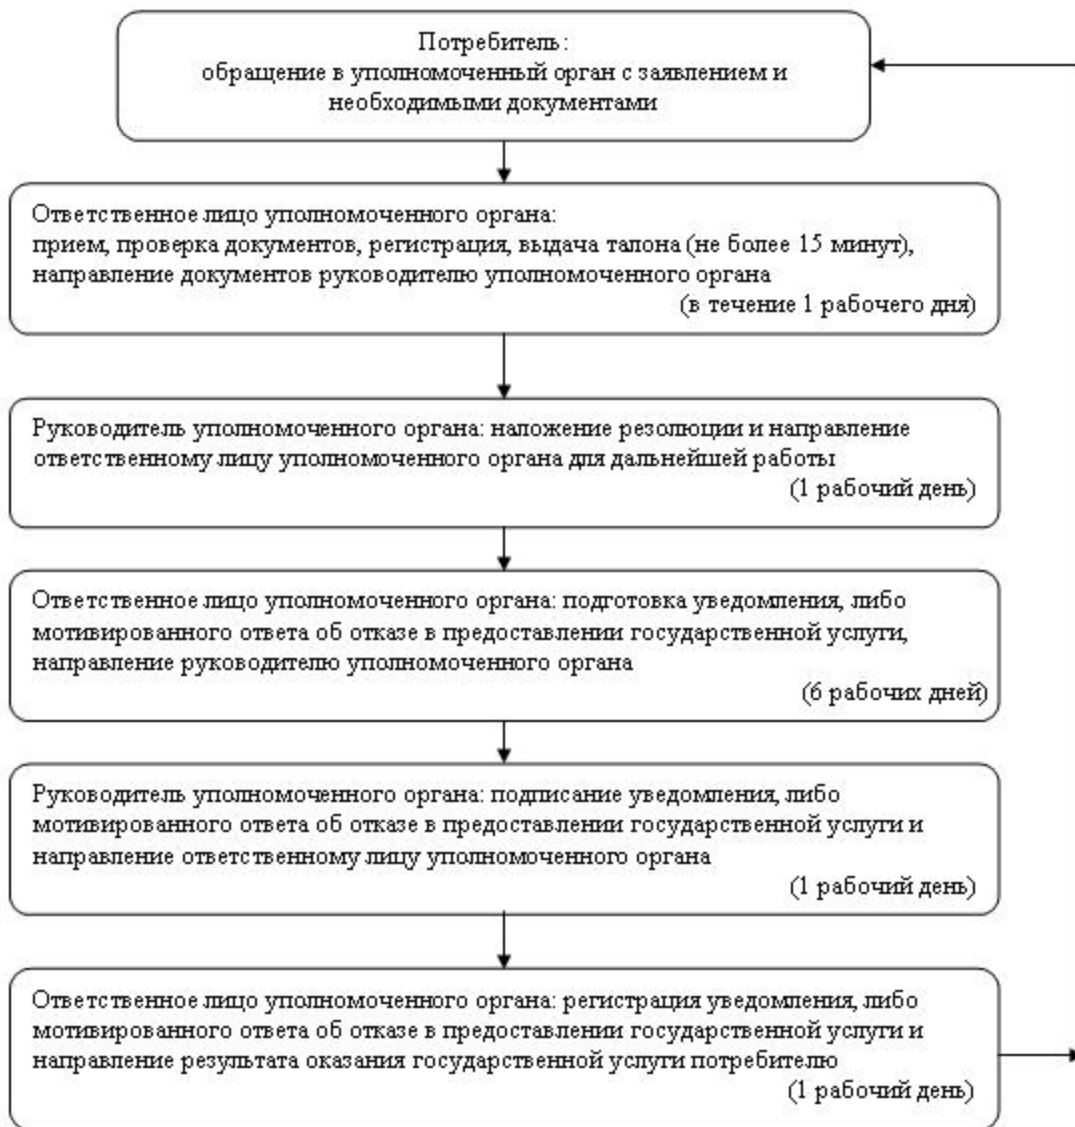 Потребитель:
обращение в уполномоченный орган с заявлением и
необходимыми документами
Ответственное лицо уполномоченного органа:
прием, проверка документов, регистрация, выдача талона (не более 15 минут),
направление документов руководителю уполномоченного органа
(в течение 1 рабочего дня)
Руководитель уполномоченного органа: наложение резолюции и направление
ответственному лицу уполномоченного органа для дальнейшей работы
(1 рабочий день)
Ответственное лицо уполномоченного органа: подготовка уведомления, либо
мотивированного ответа об отказе в предоставлении государственной услуги,
направление руководителю уполномоченного органа
(6 рабочих дней)
Руководитель уполномоченного органа: подписание уведомления, либо
мотивированного ответа об отказе в предоставлении государственной услуги и
направление ответственному лицу уполномоченного органа
(1 рабочий день)
Ответственное лицо уполномоченного органа: регистрация уведомления, либо
мотивированного ответа об отказе в предоставлении государственной услуги и
направление результата оказания государственной услуги потребителю
(1 рабочий день)